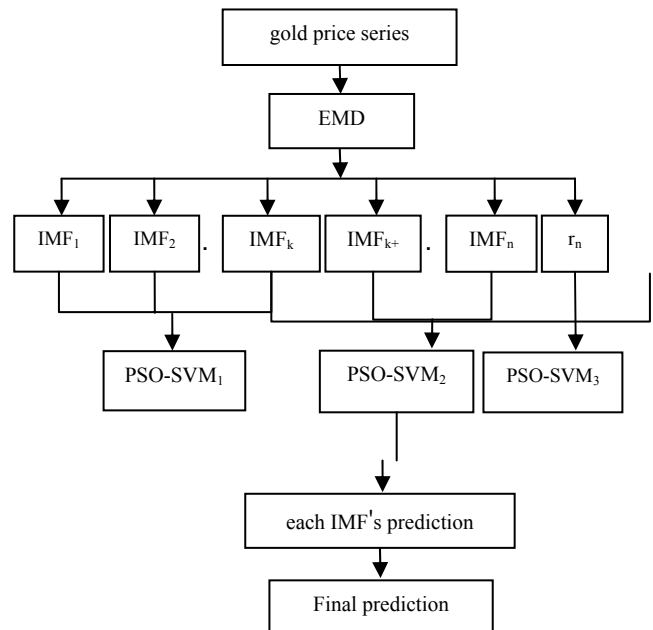 gold price series
EMD
IMF₁ IMF₂ . IMFₖ IMFₖ₊ . IMFₙ rₙ
PSO-SVM₁ PSO-SVM₂ PSO-SVM₃
each IMF's prediction
Final prediction